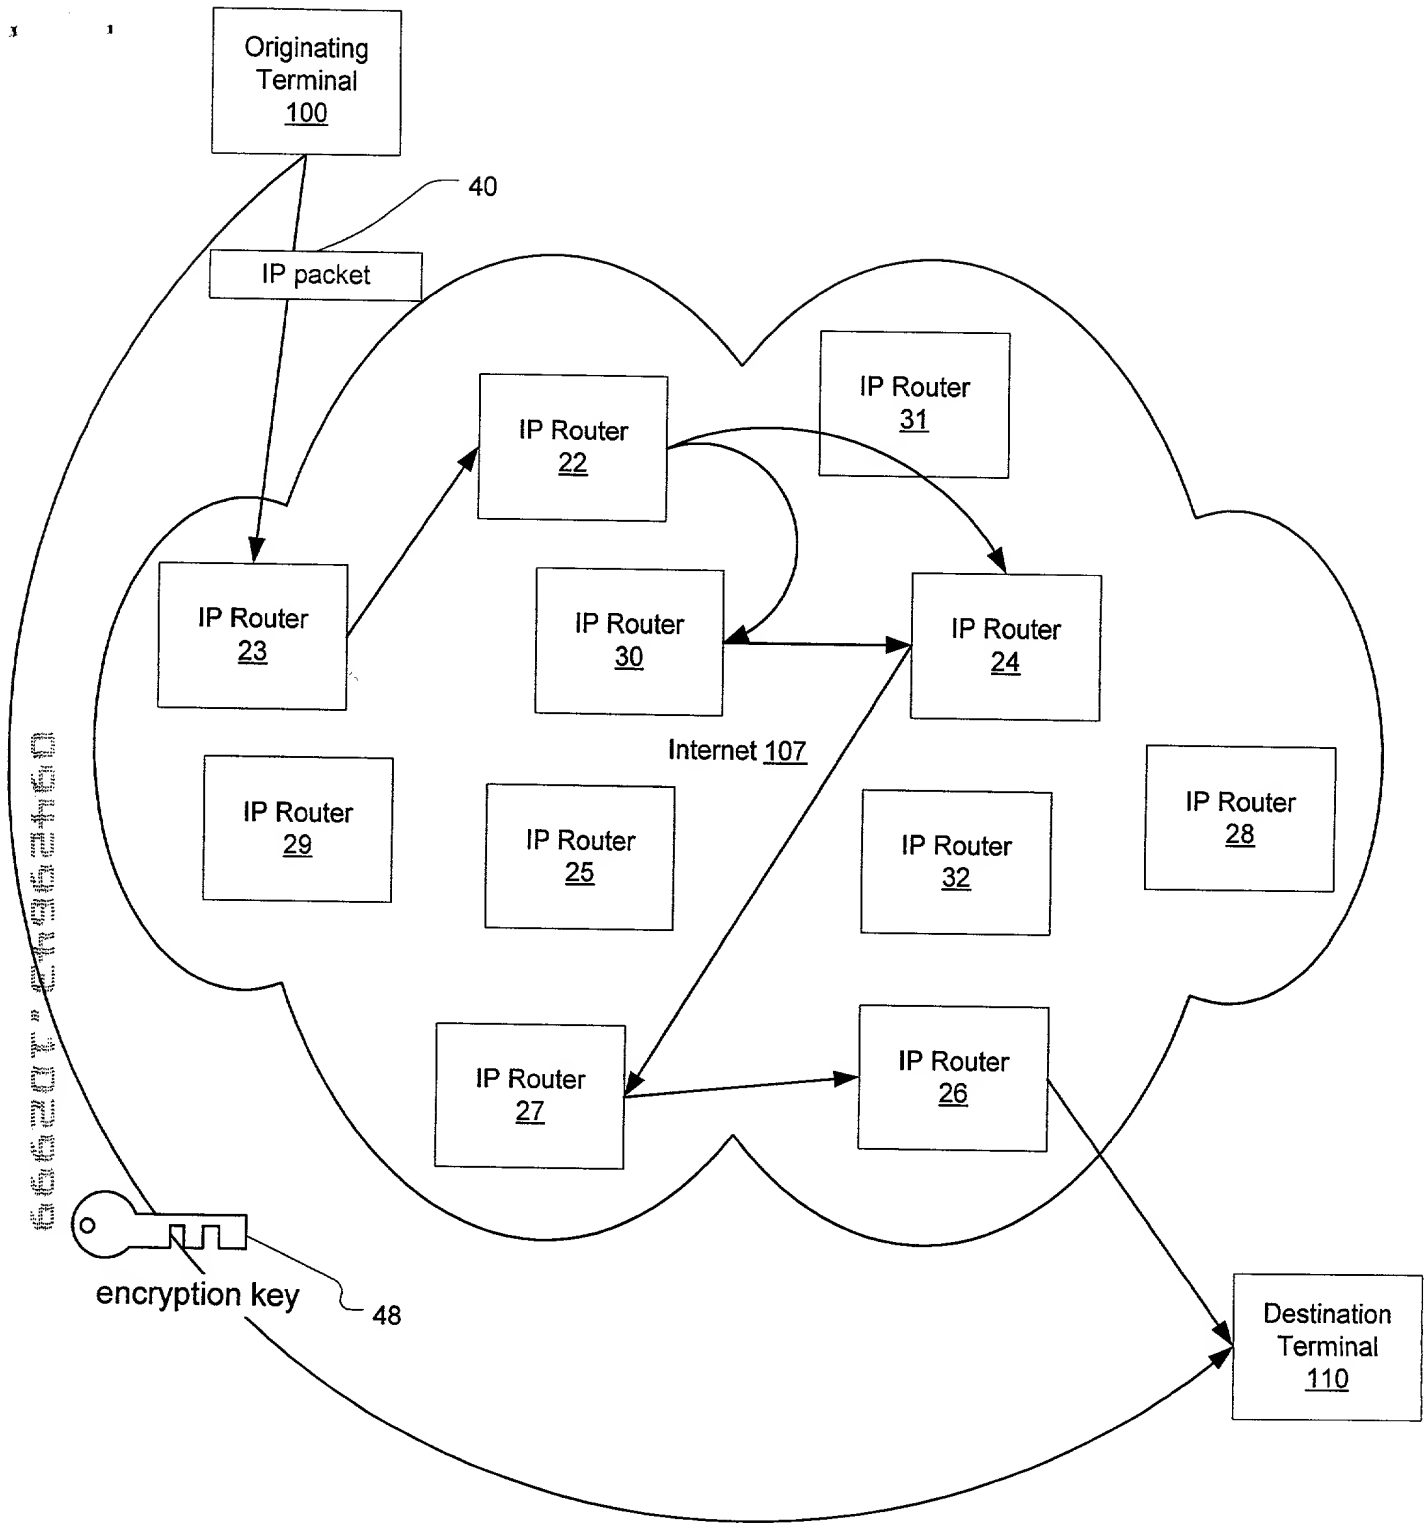 Originating
Terminal
100
40
IP packet
IP Router
31
IP Router
22
IP Router
23
IP Router
30
IP Router
24
Internet 107
IP Router
29
IP Router
25
IP Router
32
IP Router
28
IP Router
27
IP Router
26
encryption key
48
Destination
Terminal
110